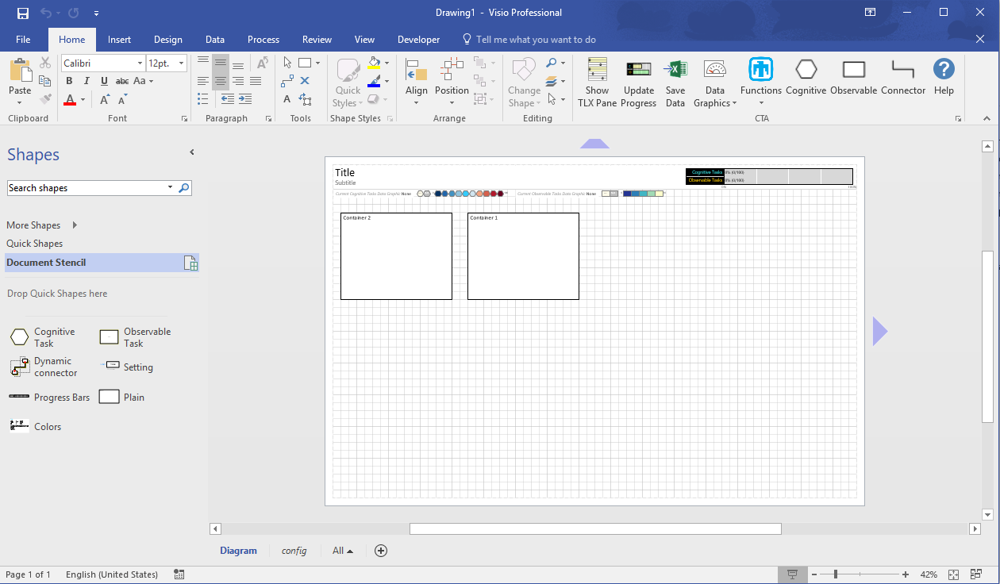 Drawing1 - Visio Professional
File Home Insert Design Data Process Review View Developer Tell me what you want to do
Calibri 12pt.
B I U abc Aa
A A A A
Paste
Quick Styles
Align Position
Change Shape
Show TLX Pane
Update Progress
Save Data
Data Graphics
Functions Cognitive Observable Connector Help
Clipboard Font Paragraph Tools Shape Styles Arrange Editing CTA
Shapes
Search shapes
More Shapes
Quick Shapes
Document Stencil
Drop Quick Shapes here
Cognitive Task
Observable Task
Dynamic connector
Setting
Progress Bars
Plain
Colors
Title
Subtitle
Cognitive Tasks 0% (0/100)
Observable Tasks 0% (0/100)
0% 100%
Current Cognitive Tasks Data Graphic: None
Current Observable Tasks Data Graphic: None
Container 2 Container 1
Diagram config All
Page 1 of 1 English (United States) 42%